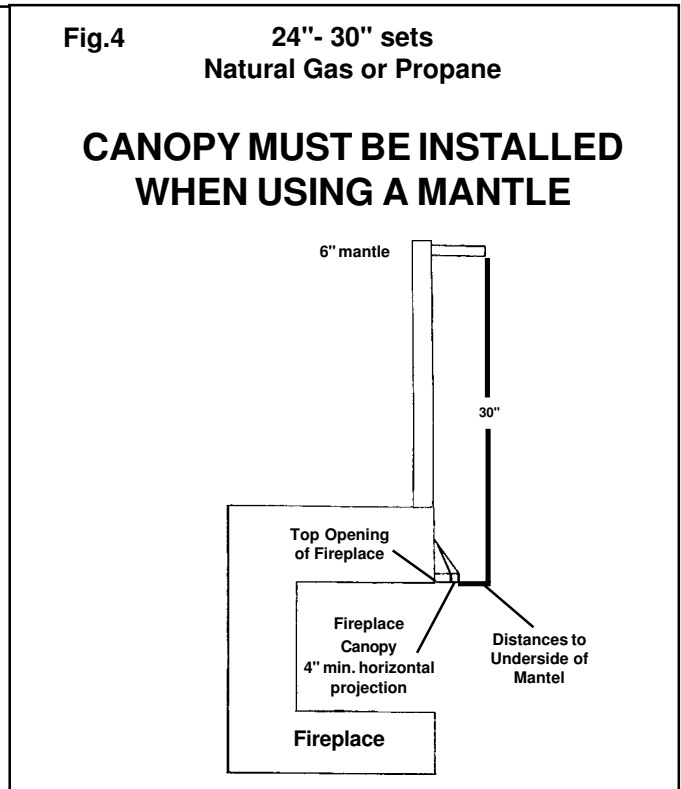 Fig.4
24"- 30" sets
Natural Gas or Propane
CANOPY MUST BE INSTALLED
WHEN USING A MANTLE
6" mantle
30"
Top Opening
of Fireplace
Fireplace
Canopy
4" min. horizontal
projection
Distances to
Underside of
Mantel
Fireplace